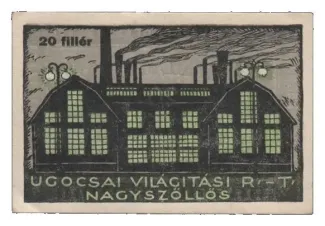 20 fillér
UGOCSAI VILÁGITÁSI R.-T.
NAGYSZŐLLŐS